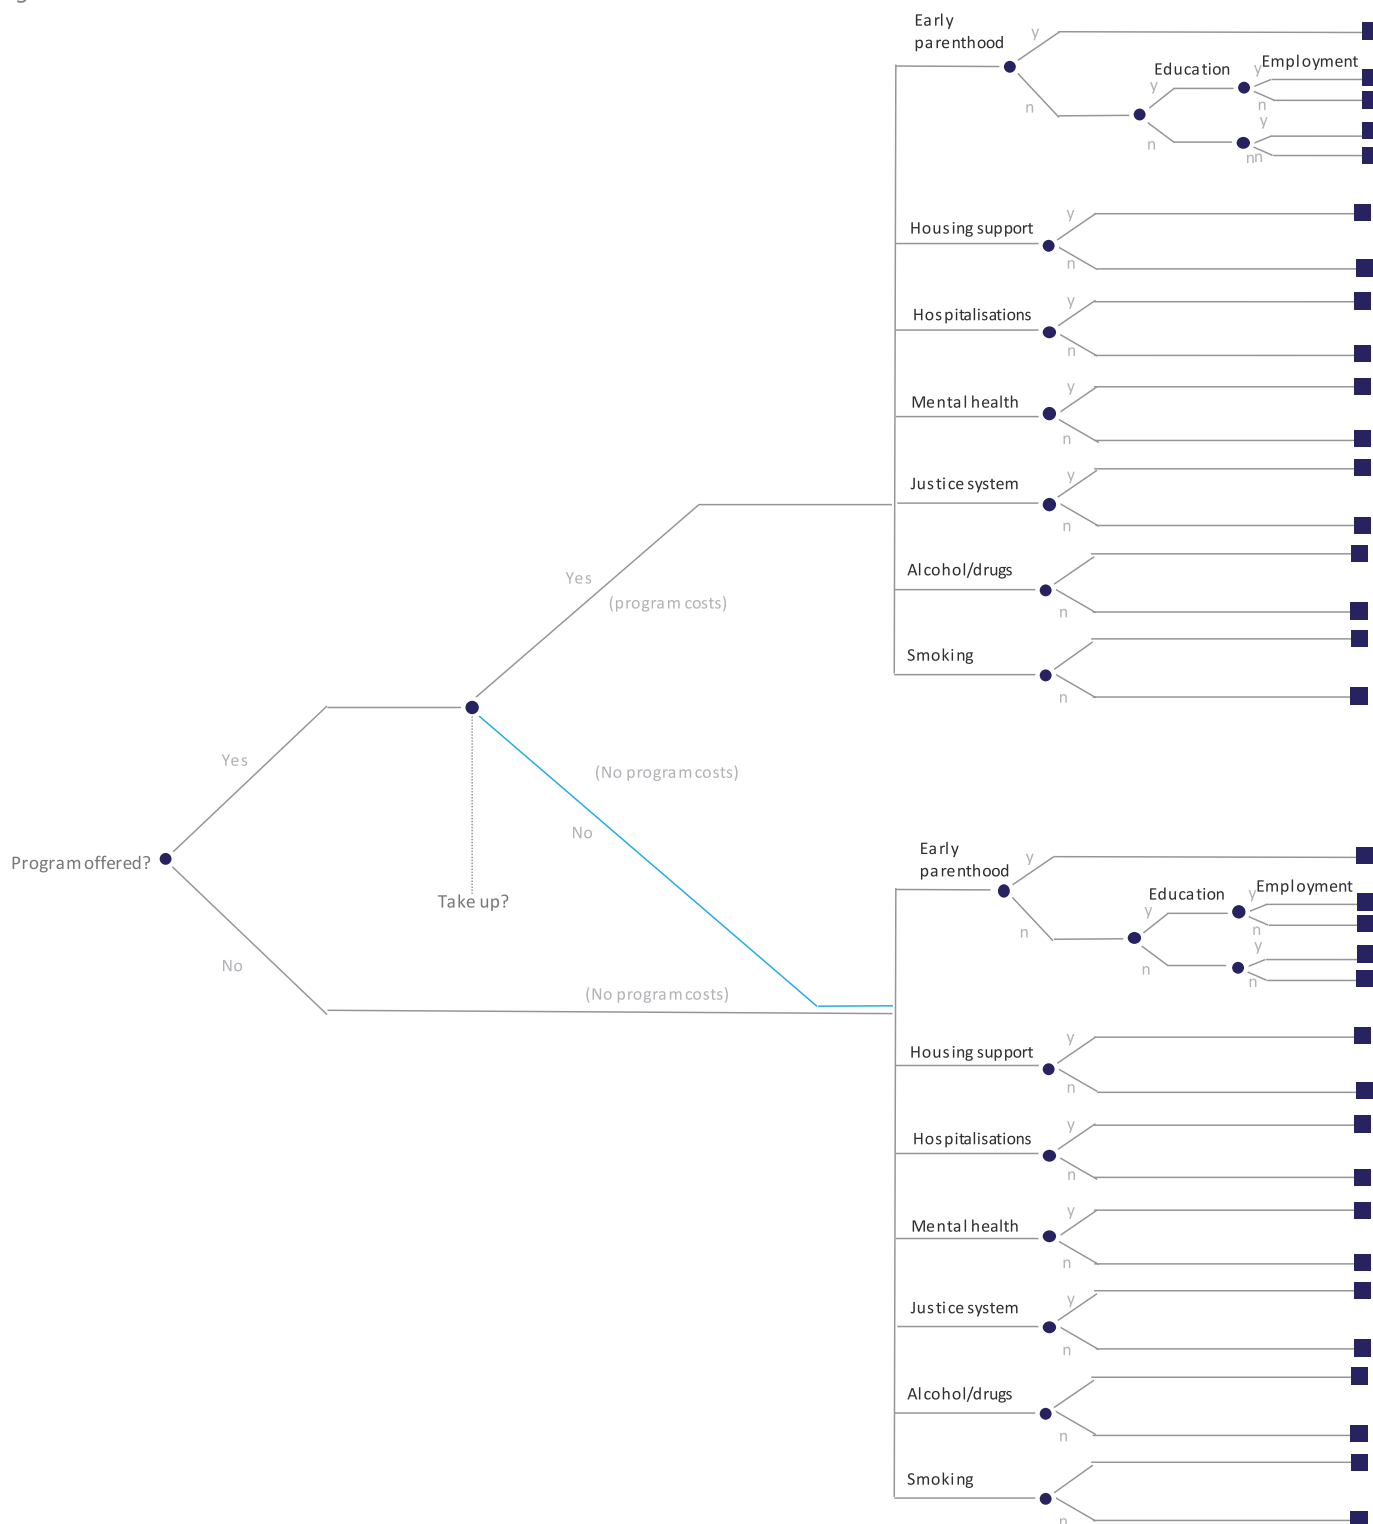 Early
parenthood
y
Education
y
Employment
y
n
n
y
n
nn
Housing support
y
n
Hospitalisations
y
n
Mental health
y
n
Justice system
y
n
Alcohol/drugs
n
Smoking
n
Yes
(program costs)
Yes
(No program costs)
No
Program offered?
Take up?
No
(No program costs)
Early
parenthood
y
Education
y
Employment
y
n
n
y
n
n
Housing support
y
n
Hospitalisations
y
n
Mental health
y
n
Justice system
y
n
Alcohol/drugs
n
Smoking
n